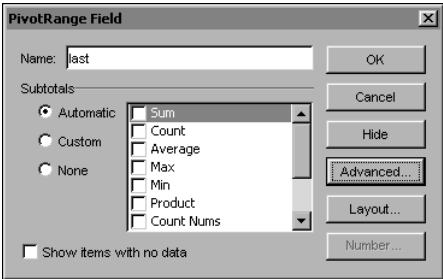 PivotRange Field
Name: last
OK
Subtotals
Cancel
Automatic
Custom
None
Sum
Count
Average
Max
Min
Product
Count Nums
Hide
Advanced...
Layout...
Show items with no data
Number...